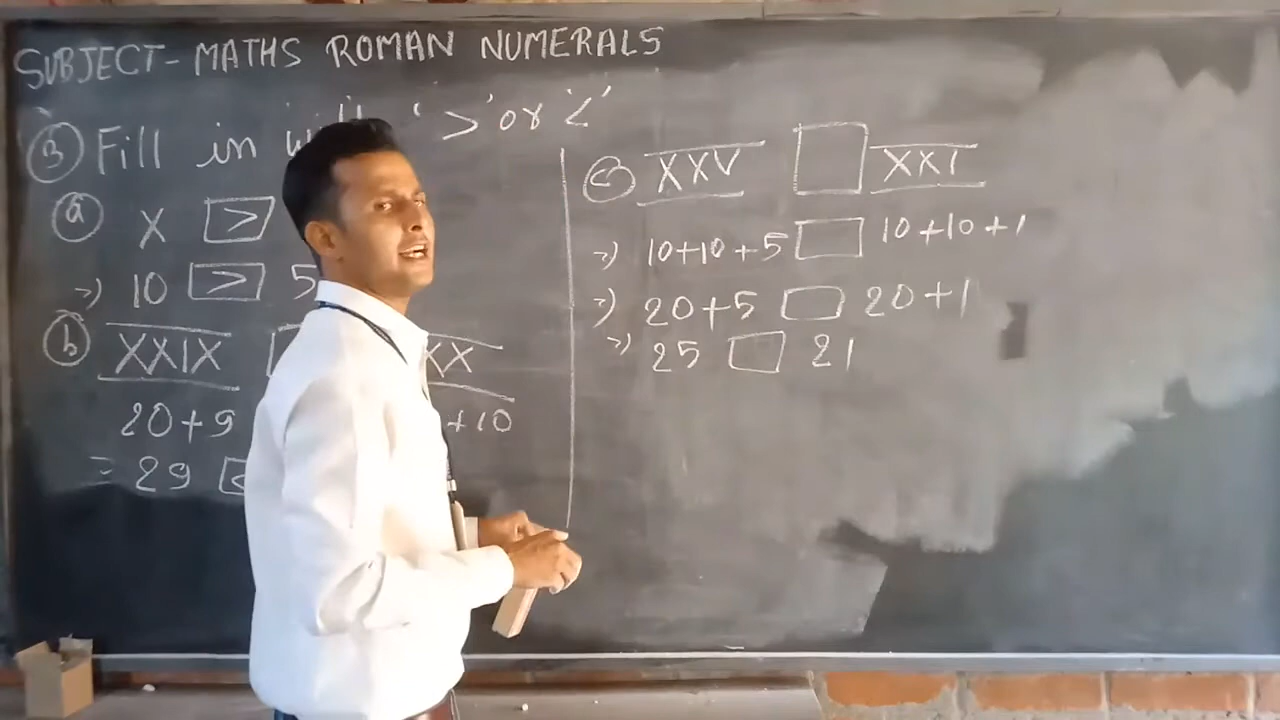 SUBJECT - MATHS ROMAN NUMERALS
③ Fill in with '>' or '<'
ⓐ X >
⇒ 10 > 5
ⓑ XXIX XX
20+9 +10
= 29 <
ⓒ XXV □ XXI
⇒ 10+10+5 □ 10+10+1
⇒ 20+5 □ 20+1
⇒ 25 □ 21